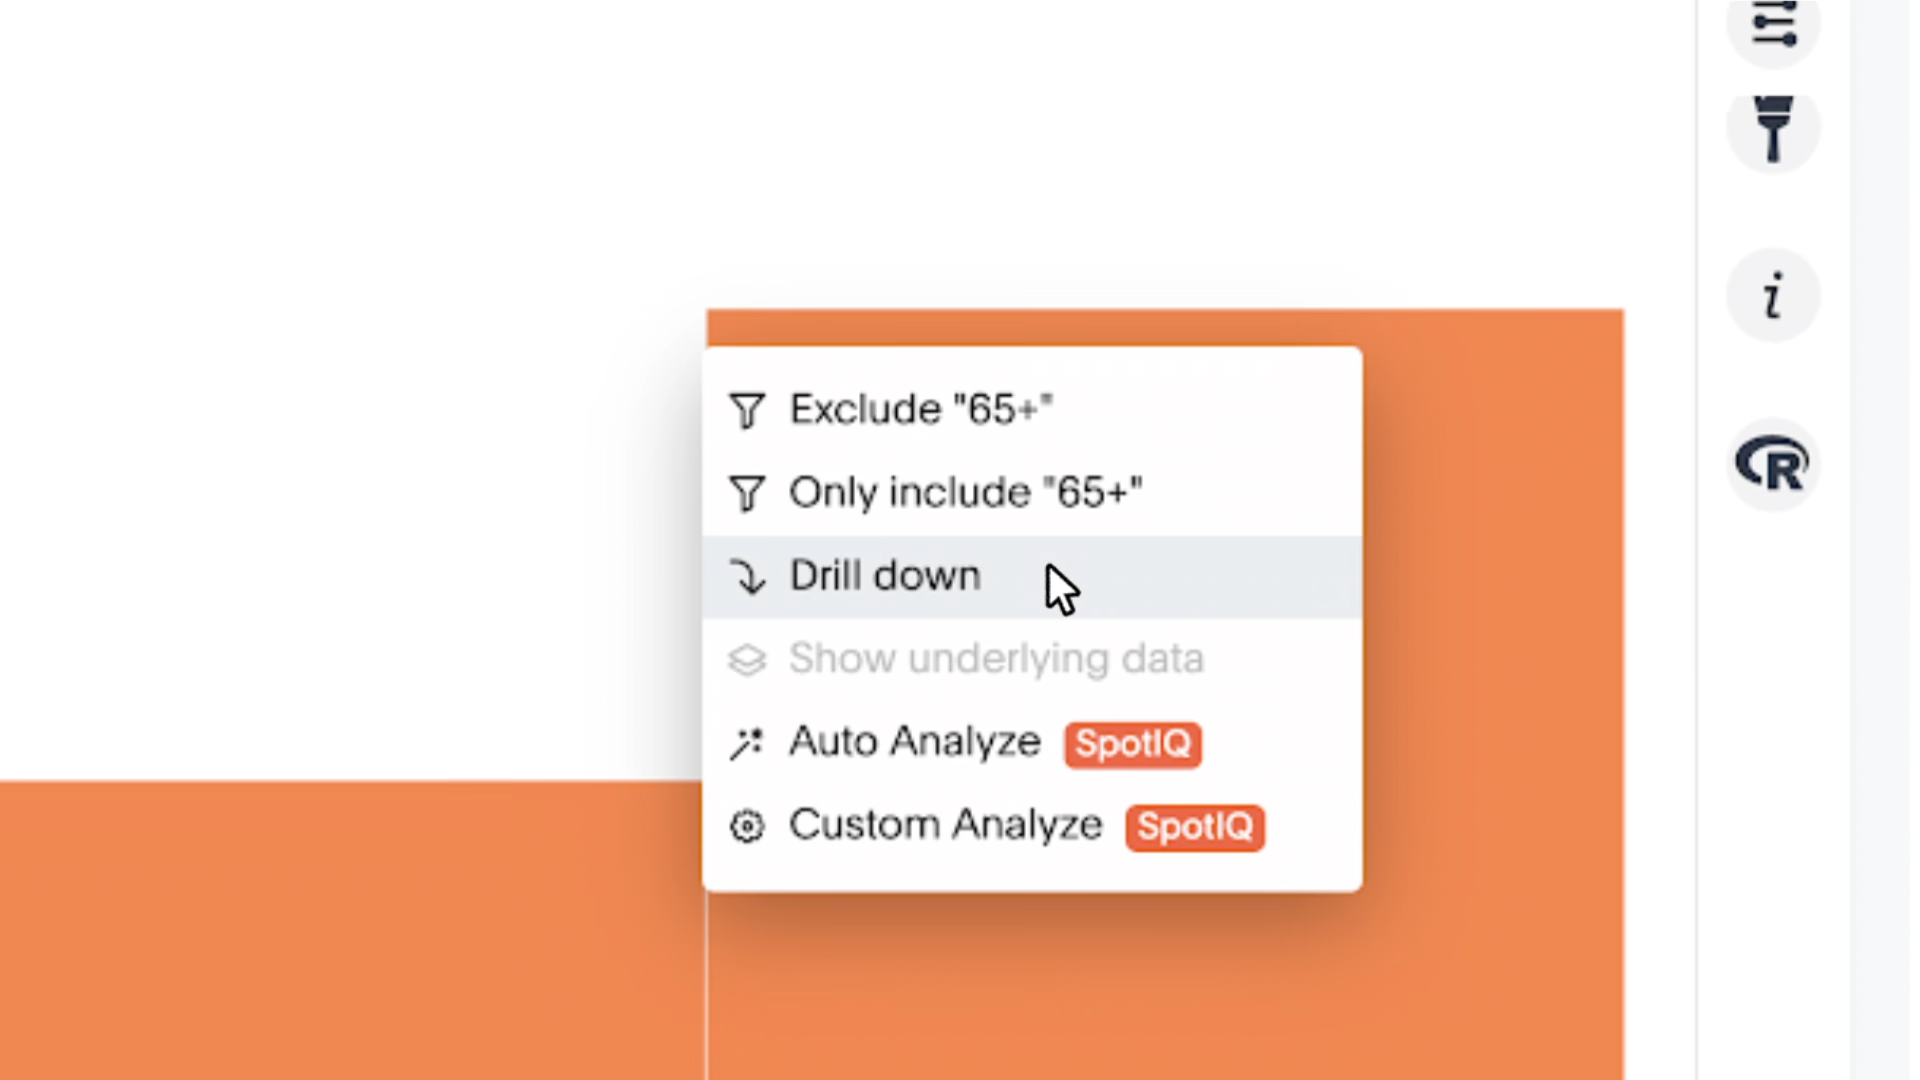 Exclude "65+"
Only include "65+"
Drill down
Show underlying data
Auto Analyze SpotIQ
Custom Analyze SpotIQ
i
R